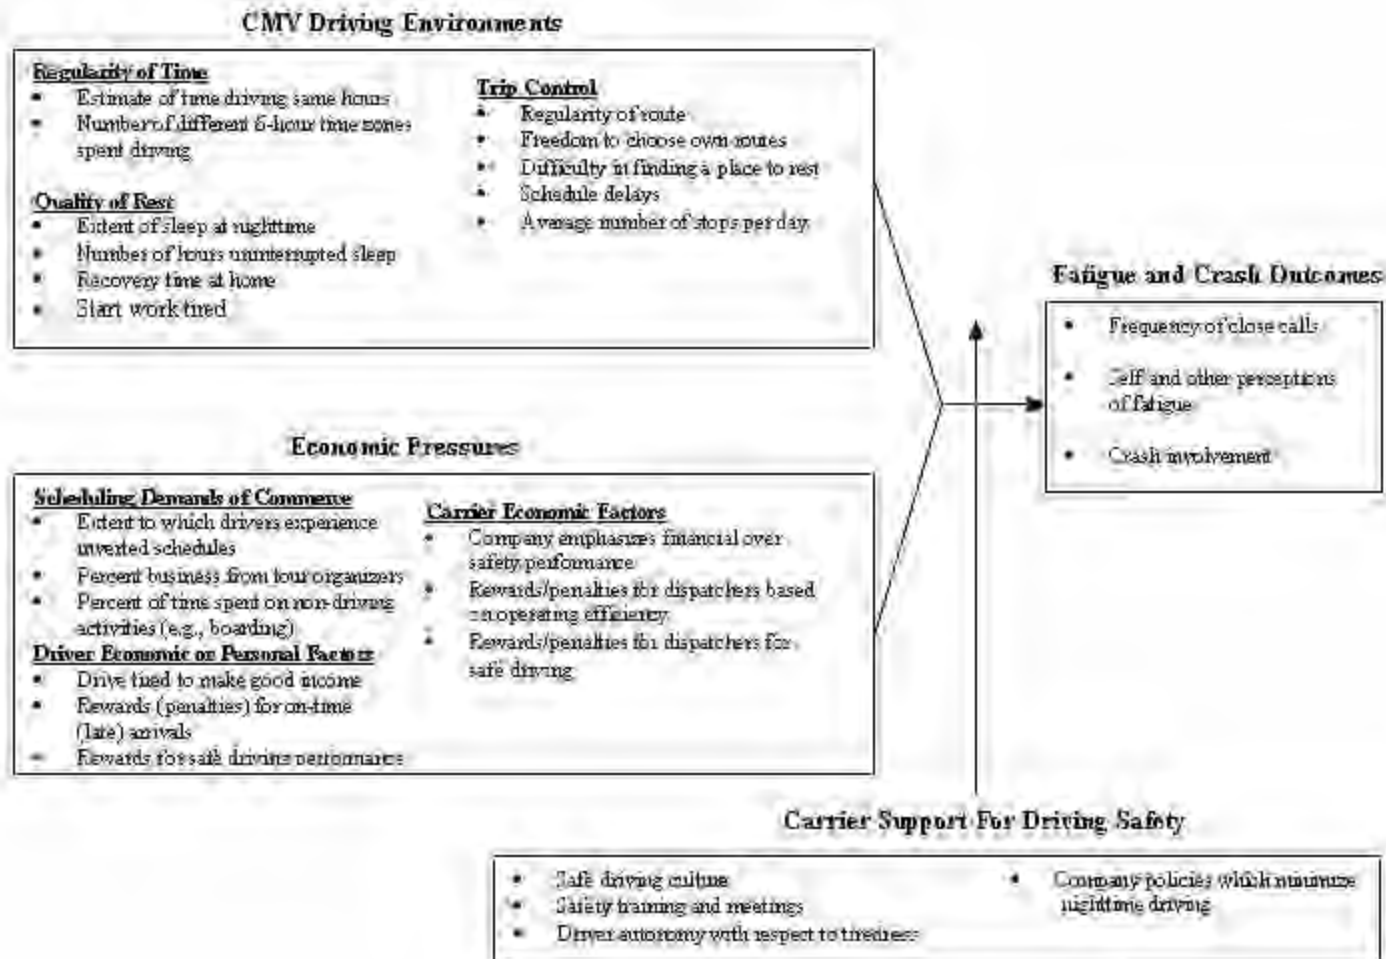 CMV Driving Environments
Regularity of Time
• Estimate of time driving same hours
• Number of different 6-hour time zones
spent driving
Quality of Rest
• Extent of sleep at nighttime
• Number of hours uninterrupted sleep
• Recovery time at home
• Start work tired
Trip Control
• Regularity of route
• Freedom to choose own routes
• Difficulty in finding a place to rest
• Schedule delays
• Average number of stops per day
Economic Pressures
Scheduling Demands of Commerce
• Extent to which drivers experience
inverted schedules
• Percent business from tour organizers
• Percent of time spent on non-driving
activities (e.g., boarding)
Driver Economic or Personal Factors
• Drive tired to make good income
• Rewards (penalties) for on-time
(late) arrivals
• Rewards for safe driving performance
Carrier Economic Factors
• Company emphasizes financial over
safety performance
• Rewards/penalties for dispatchers based
on operating efficiency
• Rewards/penalties for dispatchers for
safe driving
Fatigue and Crash Outcomes
• Frequency of close calls
• Self and other perceptions
of fatigue
• Crash involvement
Carrier Support For Driving Safety
• Safe driving culture
• Safety training and meetings
• Driver autonomy with respect to tiredness
• Company policies which minimize
nighttime driving